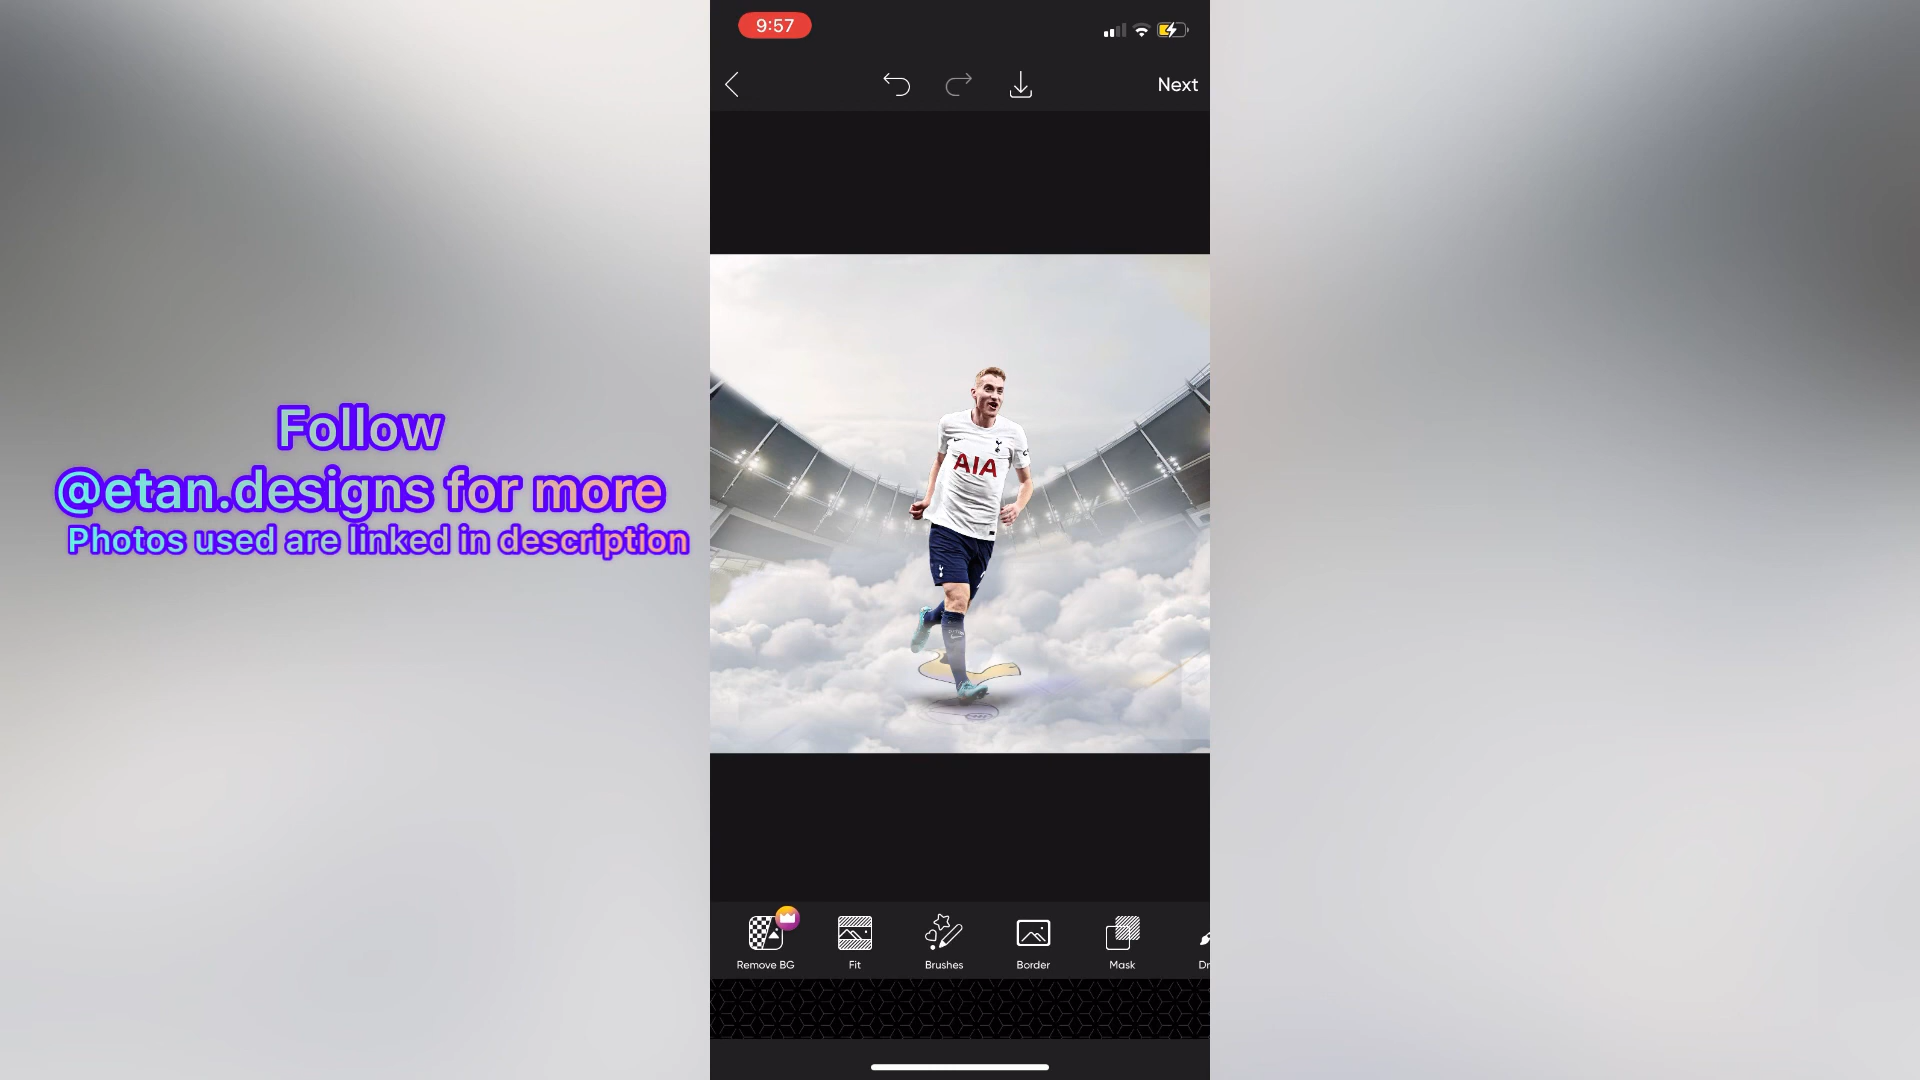 9:57
Next
Follow
@etan.designs for more
Photos used are linked in description
AIA
Remove BG
Fit
Brushes
Border
Mask
Dr